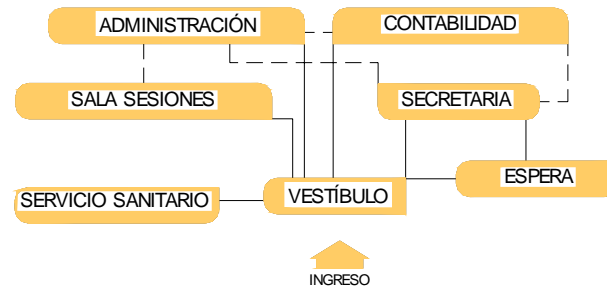 ADMINISTRACIÓN
CONTABILIDAD
SALA SESIONES
SECRETARIA
ESPERA
SERVICIO SANITARIO
VESTÍBULO
INGRESO